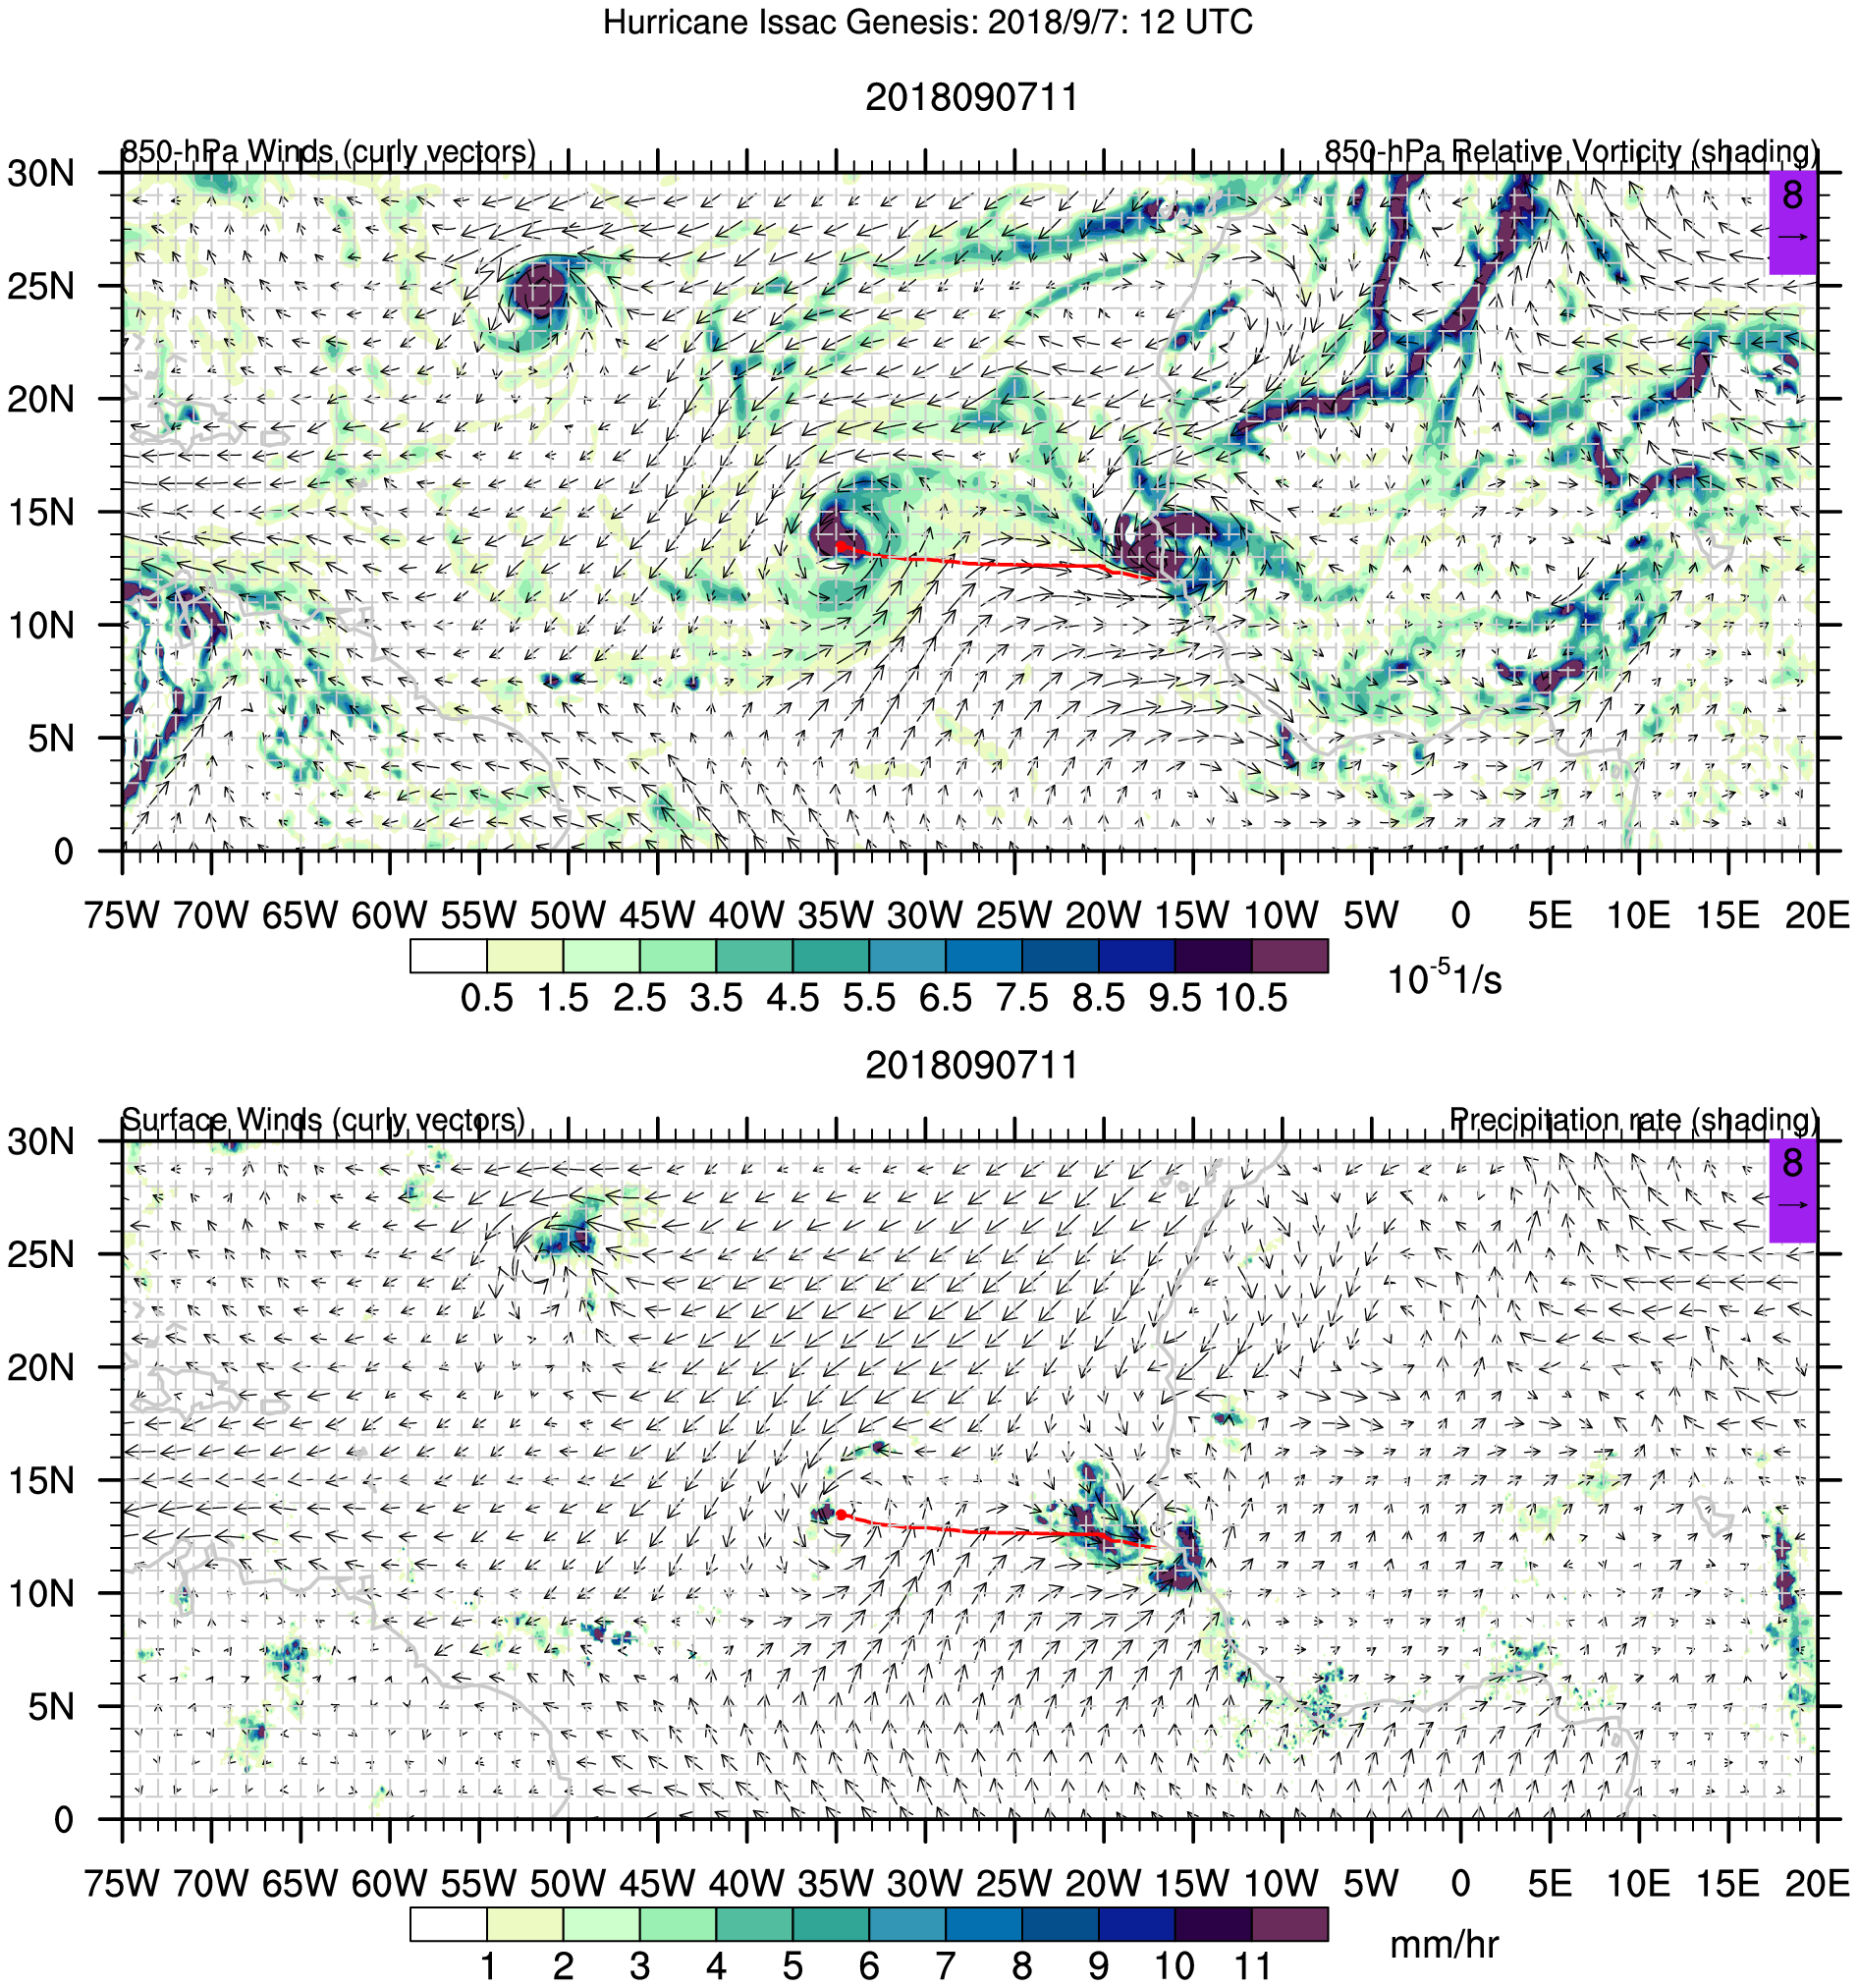 Hurricane Issac Genesis: 2018/9/7: 12 UTC
2018090711
850-hPa Winds (curly vectors) 850-hPa Relative Vorticity (shading)
8
30N
25N
20N
15N
10N
5N
0
75W 70W 65W 60W 55W 50W 45W 40W 35W 30W 25W 20W 15W 10W 5W 0 5E 10E 15E 20E
0.5 1.5 2.5 3.5 4.5 5.5 6.5 7.5 8.5 9.5 10.5
10⁻⁵1/s
2018090711
Surface Winds (curly vectors) Precipitation rate (shading)
8
30N
25N
20N
15N
10N
5N
0
75W 70W 65W 60W 55W 50W 45W 40W 35W 30W 25W 20W 15W 10W 5W 0 5E 10E 15E 20E
1 2 3 4 5 6 7 8 9 10 11
mm/hr